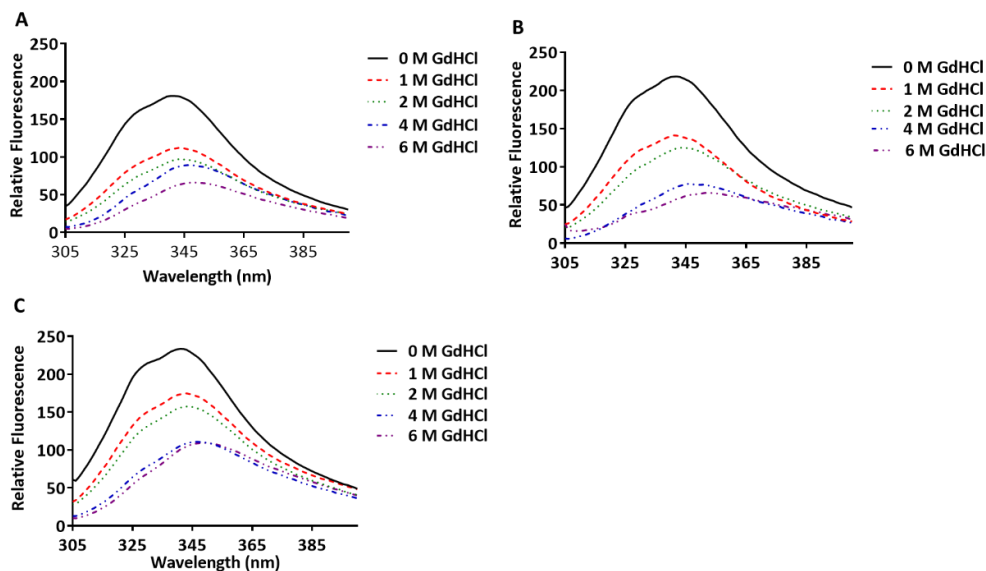 A
Relative Fluorescence
250
200
150
100
50
0
305
325
345
365
385
Wavelength (nm)
0 M GdHCl
1 M GdHCl
2 M GdHCl
4 M GdHCl
6 M GdHCl
B
Relative Fluorescence
250
200
150
100
50
0
305
325
345
365
385
0 M GdHCl
1 M GdHCl
2 M GdHCl
4 M GdHCl
6 M GdHCl
C
Relative Fluorescence
250
200
150
100
50
0
305
325
345
365
385
Wavelength (nm)
0 M GdHCl
1 M GdHCl
2 M GdHCl
4 M GdHCl
6 M GdHCl